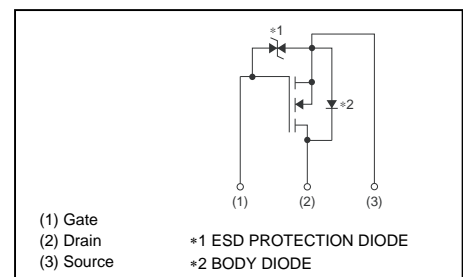 ∗1
∗2
(1) (2) (3)
(1) Gate
(2) Drain ∗1 ESD PROTECTION DIODE
(3) Source ∗2 BODY DIODE